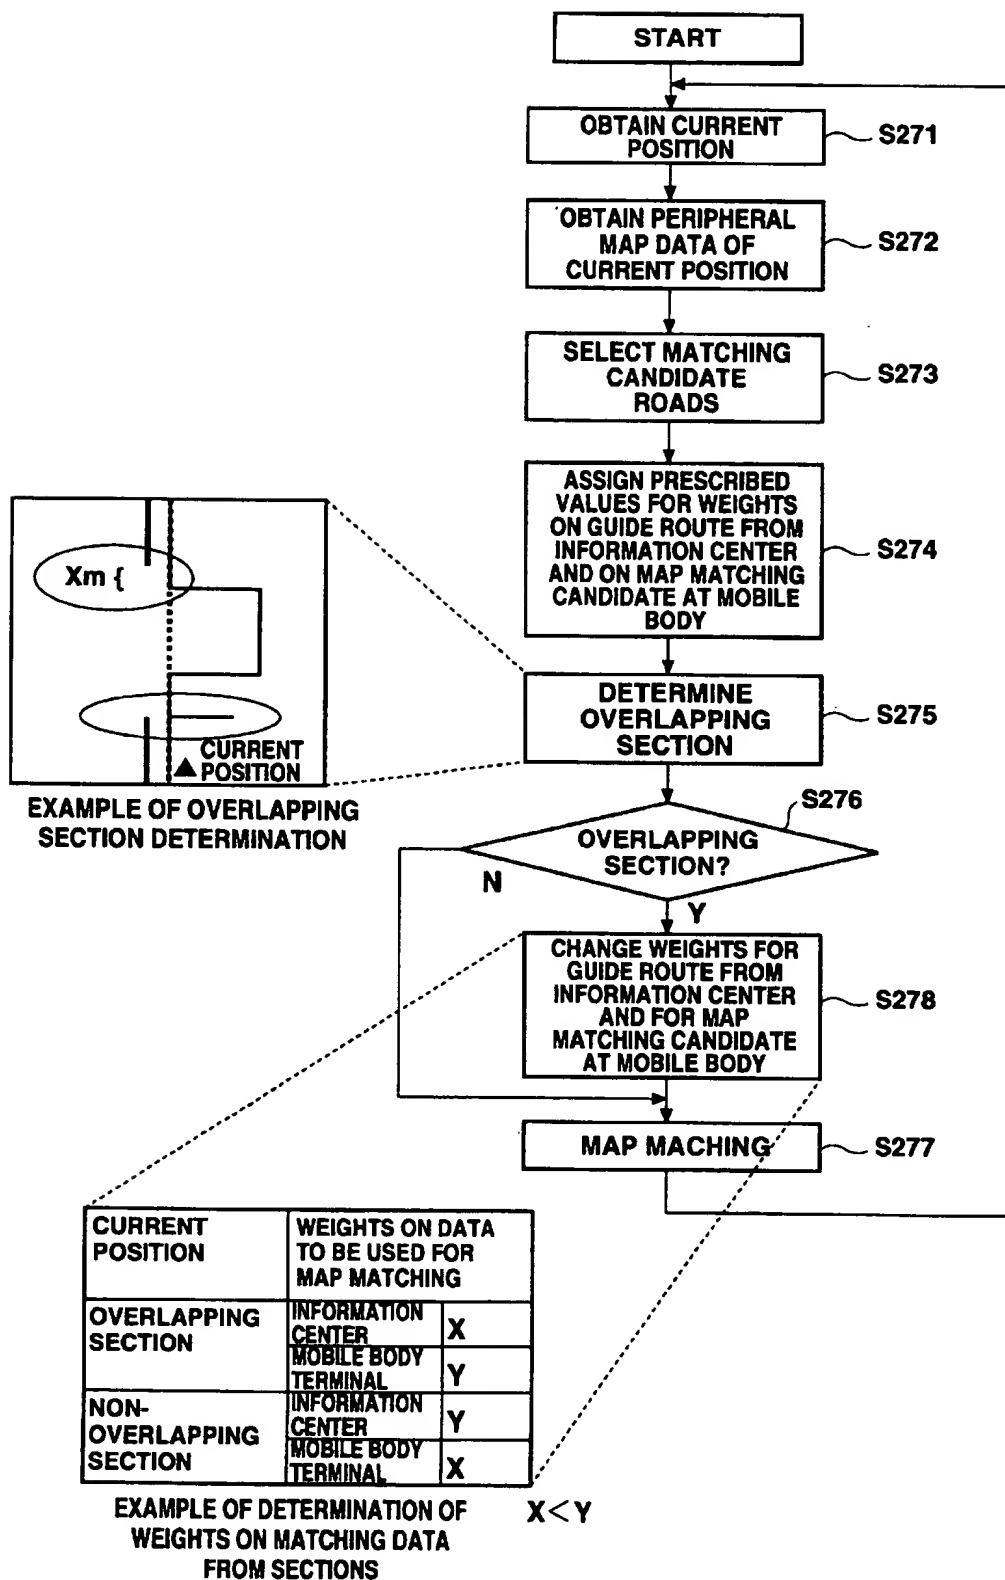 START
OBTAIN CURRENT
POSITION
S271
OBTAIN PERIPHERAL
MAP DATA OF
CURRENT POSITION
S272
SELECT MATCHING
CANDIDATE
ROADS
S273
ASSIGN PRESCRIBED
VALUES FOR WEIGHTS
ON GUIDE ROUTE FROM
INFORMATION CENTER
AND ON MAP MATCHING
CANDIDATE AT MOBILE
BODY
S274
Xm {
CURRENT
POSITION
EXAMPLE OF OVERLAPPING
SECTION DETERMINATION
DETERMINE
OVERLAPPING
SECTION
S275
S276
OVERLAPPING
SECTION?
N
Y
CHANGE WEIGHTS FOR
GUIDE ROUTE FROM
INFORMATION CENTER
AND FOR MAP
MATCHING CANDIDATE
AT MOBILE BODY
S278
MAP MACHING
S277
CURRENT
POSITION
WEIGHTS ON DATA
TO BE USED FOR
MAP MATCHING
OVERLAPPING
SECTION
INFORMATION
CENTER
X
MOBILE BODY
TERMINAL
Y
NON-
OVERLAPPING
SECTION
INFORMATION
CENTER
Y
MOBILE BODY
TERMINAL
X
EXAMPLE OF DETERMINATION OF
WEIGHTS ON MATCHING DATA
FROM SECTIONS
X<Y